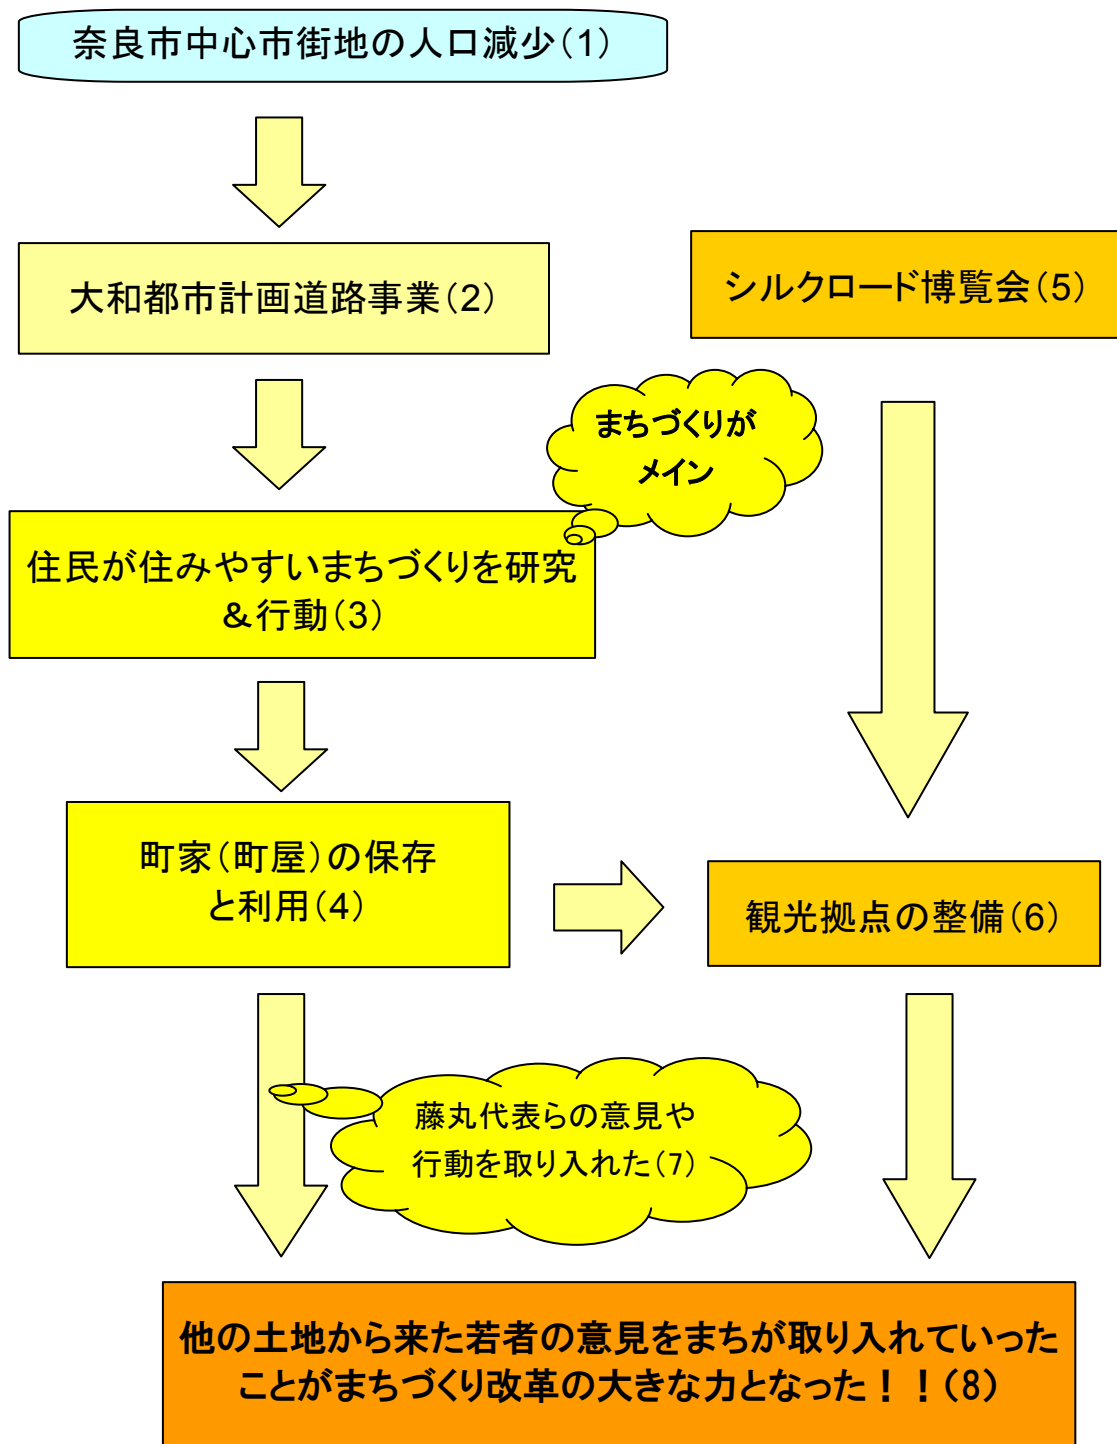 奈良市中心市街地の人口減少(1)
大和都市計画道路事業(2)
シルクロード博覧会(5)
まちづくりが
メイン
住民が住みやすいまちづくりを研究
＆行動(3)
町家(町屋)の保存
と利用(4)
観光拠点の整備(6)
藤丸代表らの意見や
行動を取り入れた(7)
他の土地から来た若者の意見をまちが取り入れていった
ことがまちづくり改革の大きな力となった！！(8)